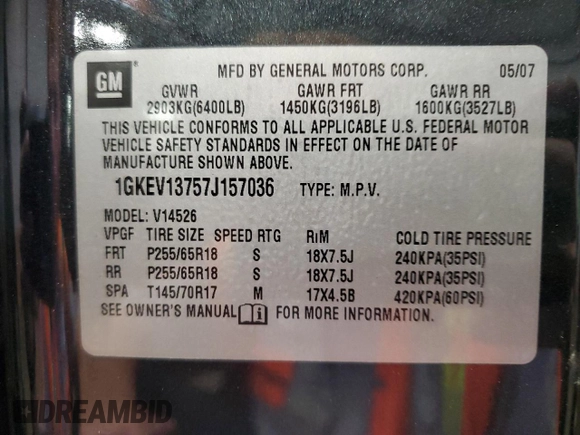 GM
MFD BY GENERAL MOTORS CORP. 05/07
GVWR GAWR FRT GAWR RR
2903KG(6400LB) 1450KG(3196LB) 1600KG(3527LB)
THIS VEHICLE CONFORMS TO ALL APPLICABLE U.S. FEDERAL MOTOR
VEHICLE SAFETY STANDARDS IN EFFECT ON THE DATE OF
MANUFACTURE SHOWN ABOVE.
1GKEV13757J157036 TYPE: M.P.V.
MODEL: V14526
VPGF TIRE SIZE SPEED RTG RIM COLD TIRE PRESSURE
FRT P255/65R18 S 18X7.5J 240KPA(35PSI)
RR P255/65R18 S 18X7.5J 240KPA(35PSI)
SPA T145/70R17 M 17X4.5B 420KPA(60PSI)
SEE OWNER'S MANUAL i FOR MORE INFORMATION.
DREAMBID